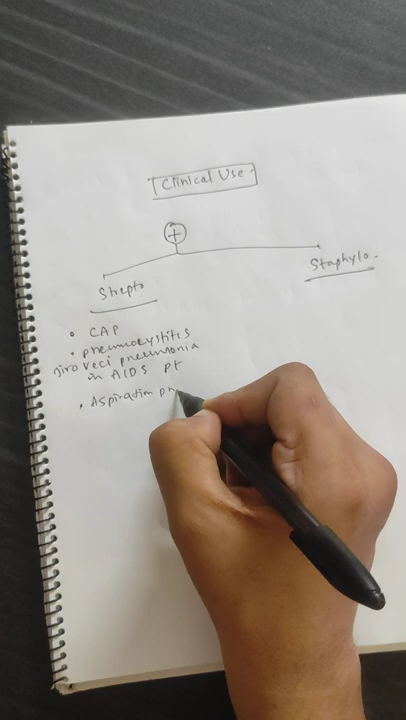 Clinical Use
+
Strepto
Staphylo.
• CAP
• pneumocystitis
jiroveci pneumonia
in AIDS pt
• Aspiration pn